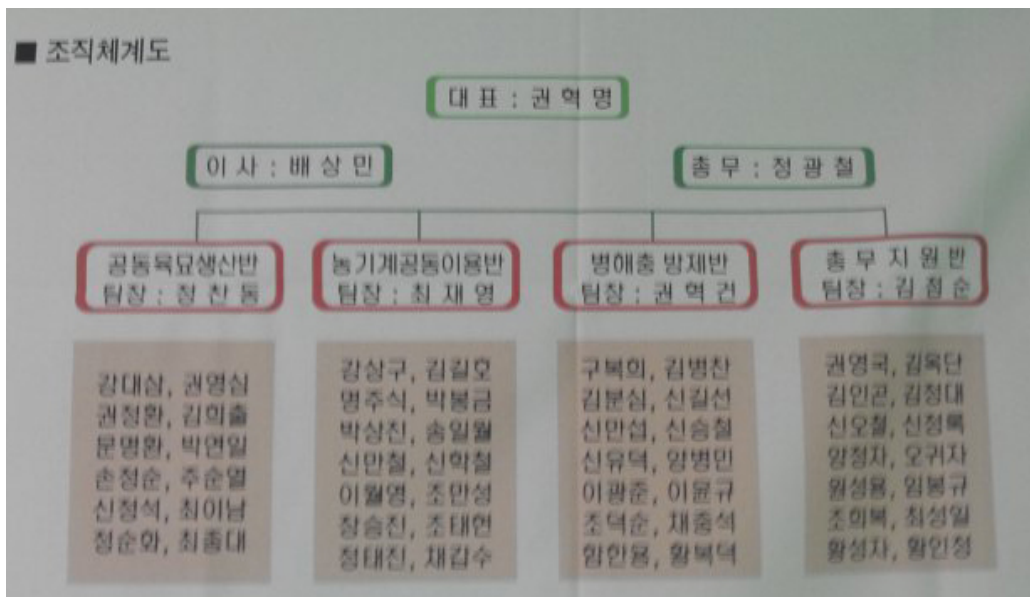 ■ 조직체계도
대 표 : 권 혁 명
이 사 : 배 상 민
총 무 : 정 광 철
공동육묘생산반
팀장 : 정 찬 동
농기계공동이용반
팀장 : 최 재 영
병해충 방제반
팀장 : 권 혁 건
총 무 지 원 반
팀장 : 김 점 순
강대삼, 권영심
권정환, 김희출
문명환, 박연일
손정순, 추순열
신정석, 최이남
정순화, 최종대
강상구, 김길호
명주식, 박봉금
박상진, 송일월
신만철, 신학철
이월영, 조만성
장승진, 조태현
정태진, 채갑수
구복희, 김병찬
김분심, 신길선
신만섭, 신승철
신유덕, 양병민
이광준, 이윤규
조덕순, 채중석
함한용, 황복덕
권영국, 김옥단
김인곤, 김정대
신오철, 신정록
양정자, 오귀자
원성용, 임봉규
조희복, 최성일
황성자, 황인청